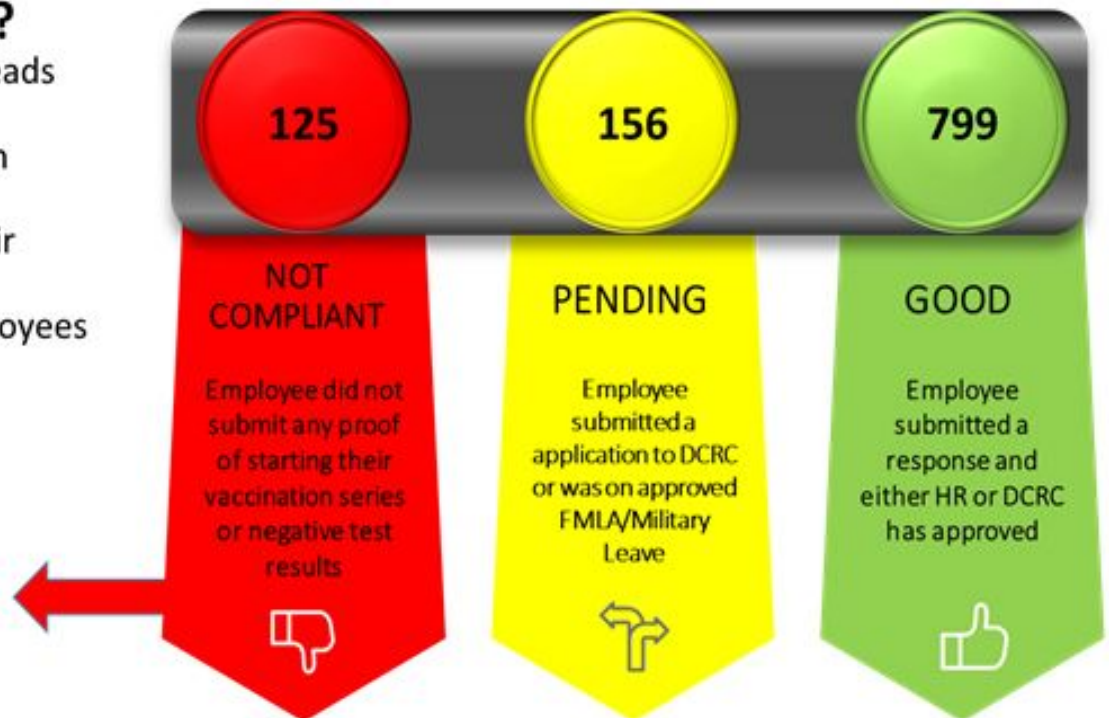 ?
eads
n
ir
oyees
125
156
799
NOT
COMPLIANT
Employee did not
submit any proof
of starting their
vaccination series
or negative test
results
PENDING
Employee
submitted a
application to DCRC
or was on approved
FMLA/Military
Leave
GOOD
Employee
submitted a
response and
either HR or DCRC
has approved